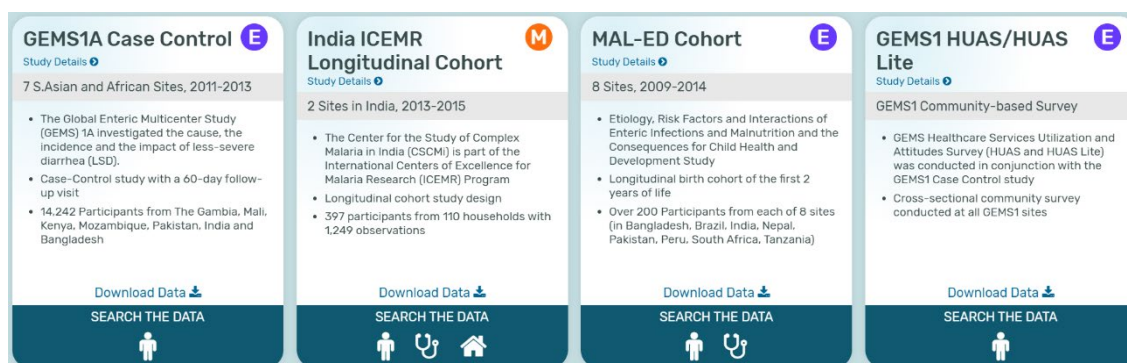 GEMS1A Case Control E
Study Details
7 S.Asian and African Sites, 2011-2013
• The Global Enteric Multicenter Study
(GEMS) 1A investigated the cause, the
incidence and the impact of less-severe
diarrhea (LSD).
• Case-Control study with a 60-day follow-
up visit
• 14,242 Participants from The Gambia, Mali,
Kenya, Mozambique, Pakistan, India and
Bangladesh
Download Data
SEARCH THE DATA
India ICEMR M
Longitudinal Cohort
Study Details
2 Sites in India, 2013-2015
• The Center for the Study of Complex
Malaria in India (CSCMi) is part of the
International Centers of Excellence for
Malaria Research (ICEMR) Program
• Longitudinal cohort study design
• 397 participants from 110 households with
1,249 observations
Download Data
SEARCH THE DATA
MAL-ED Cohort E
Study Details
8 Sites, 2009-2014
• Etiology, Risk Factors and Interactions of
Enteric Infections and Malnutrition and the
Consequences for Child Health and
Development Study
• Longitudinal birth cohort of the first 2
years of life
• Over 200 Participants from each of 8 sites
(in Bangladesh, Brazil, India, Nepal,
Pakistan, Peru, South Africa, Tanzania)
Download Data
SEARCH THE DATA
GEMS1 HUAS/HUAS E
Lite
Study Details
GEMS1 Community-based Survey
• GEMS Healthcare Services Utilization and
Attitudes Survey (HUAS and HUAS Lite)
was conducted in conjunction with the
GEMS1 Case Control study
• Cross-sectional community survey
conducted at all GEMS1 sites
Download Data
SEARCH THE DATA